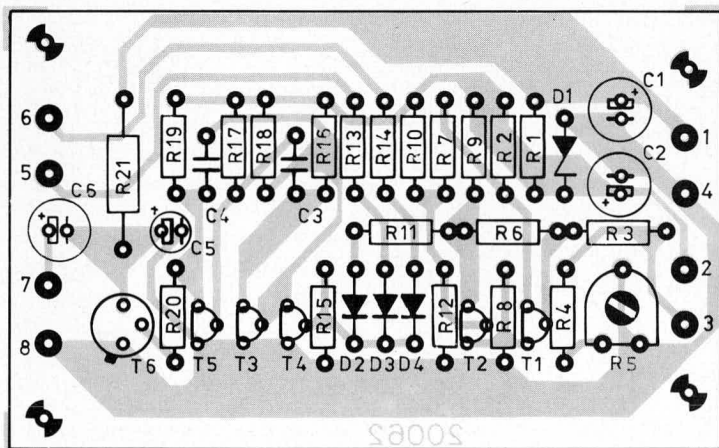 D1
C1
6
R21
R19
R17
R18
R16
R13
R14
R10
R7
R9
R2
R1
1
5
C2
4
C6
C4
C3
C5
R11
R6
R3
7
2
R20
R15
R12
R8
R4
8
3
T6
T5
T3
T4
D2
D3
D4
T2
T1
R5
20062